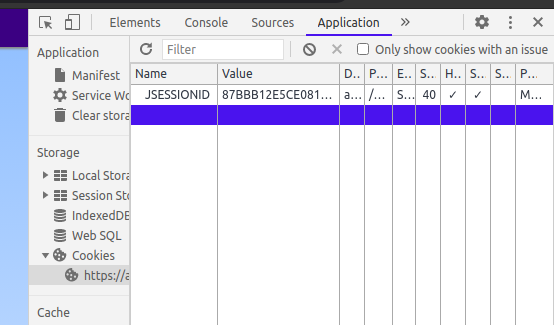 Elements Console Sources Application
Application
Manifest
Service Wo
Clear stora
Storage
Local Stora
Session Sto
IndexedDB
Web SQL
Cookies
https://a
Cache
Filter Only show cookies with an issue
Name Value D... P... E... S... H... S... S... P...
JSESSIONID 87BBB12E5CE081... a... /... S... 40 ✓ ✓ M...